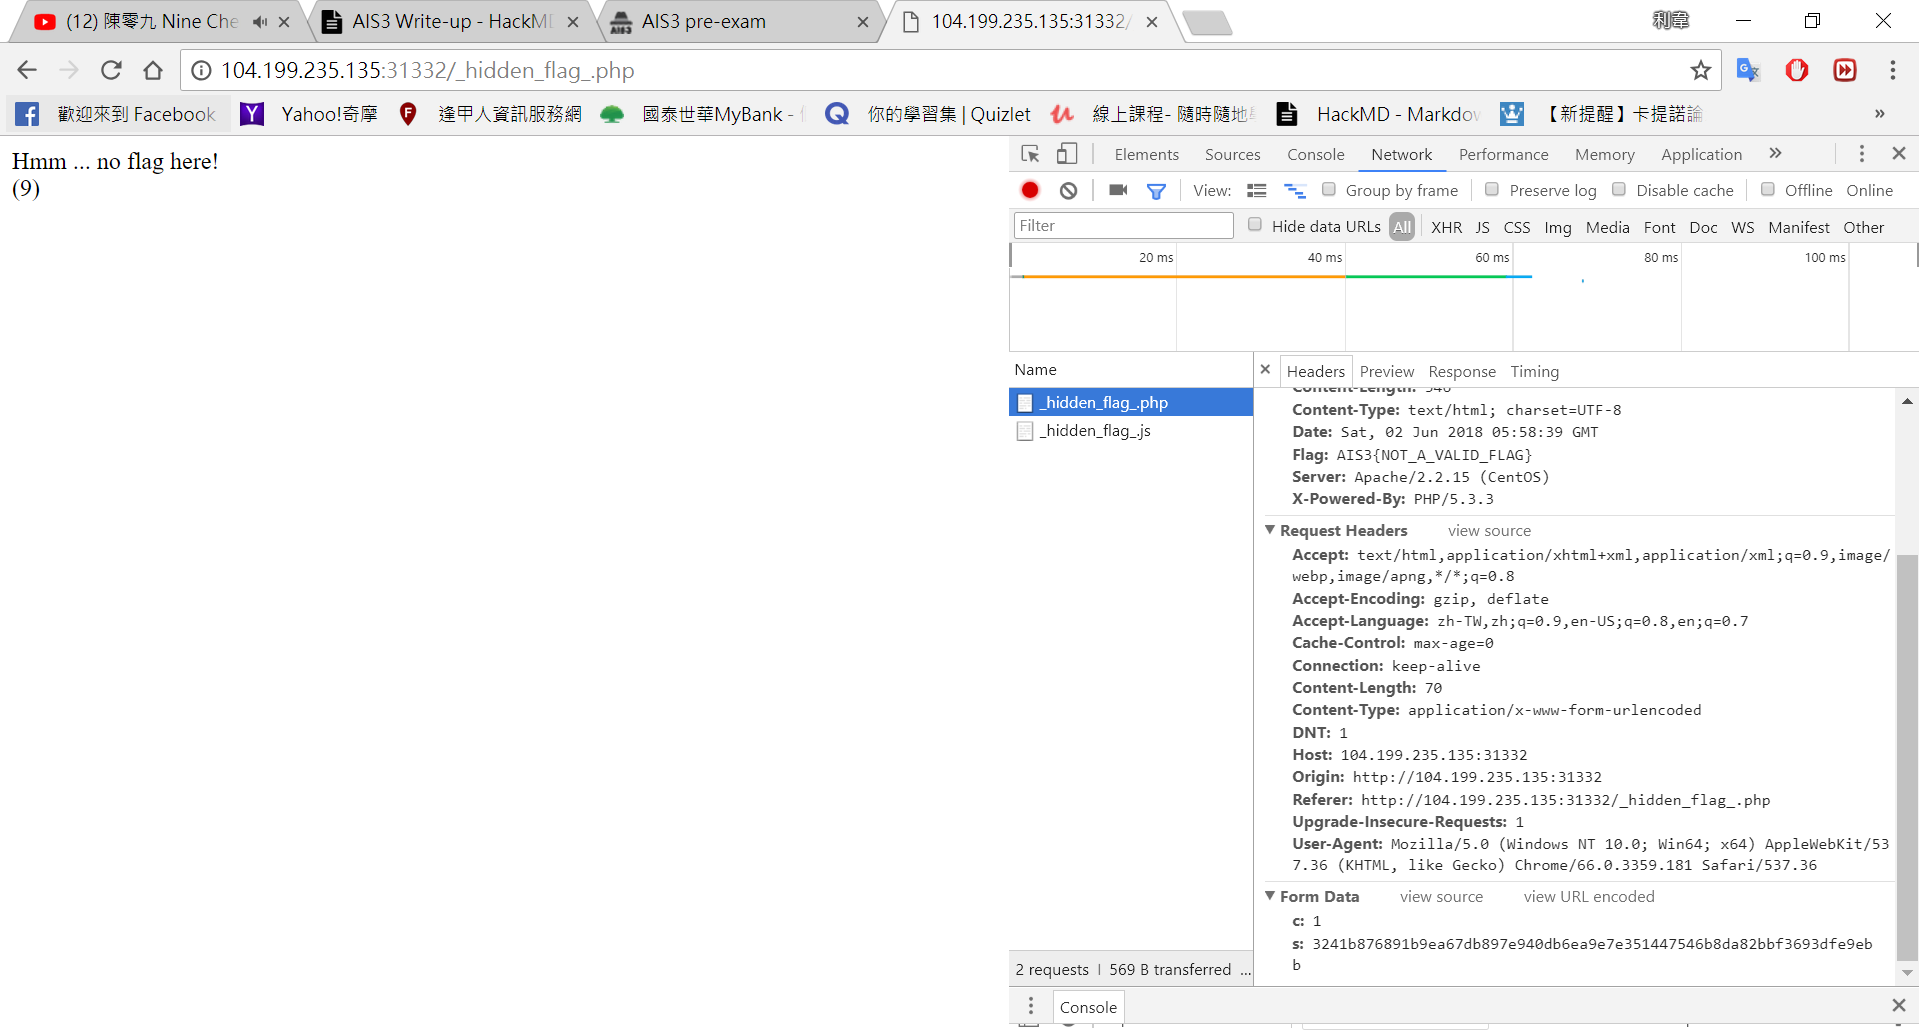 (12) 陳零九 Nine Che
AIS3 Write-up - HackMD
AIS3 pre-exam
104.199.235.135:31332/
利韋
104.199.235.135:31332/_hidden_flag_.php
歡迎來到 Facebook
Yahoo!奇摩
逢甲人資訊服務網
國泰世華MyBank -
你的學習集 | Quizlet
線上課程- 隨時隨地
HackMD - Markdow
【新提醒】卡提諾論
»
Hmm ... no flag here!
(9)
Elements Sources Console Network Performance Memory Application »
View: Group by frame Preserve log Disable cache Offline Online
Filter Hide data URLs All XHR JS CSS Img Media Font Doc WS Manifest Other
20 ms 40 ms 60 ms 80 ms 100 ms
Name
_hidden_flag_.php
_hidden_flag_.js
2 requests | 569 B transferred ...
Headers Preview Response Timing
Content-Length: 546
Content-Type: text/html; charset=UTF-8
Date: Sat, 02 Jun 2018 05:58:39 GMT
Flag: AIS3{NOT_A_VALID_FLAG}
Server: Apache/2.2.15 (CentOS)
X-Powered-By: PHP/5.3.3
Request Headers view source
Accept: text/html,application/xhtml+xml,application/xml;q=0.9,image/
webp,image/apng,*/*;q=0.8
Accept-Encoding: gzip, deflate
Accept-Language: zh-TW,zh;q=0.9,en-US;q=0.8,en;q=0.7
Cache-Control: max-age=0
Connection: keep-alive
Content-Length: 70
Content-Type: application/x-www-form-urlencoded
DNT: 1
Host: 104.199.235.135:31332
Origin: http://104.199.235.135:31332
Referer: http://104.199.235.135:31332/_hidden_flag_.php
Upgrade-Insecure-Requests: 1
User-Agent: Mozilla/5.0 (Windows NT 10.0; Win64; x64) AppleWebKit/53
7.36 (KHTML, like Gecko) Chrome/66.0.3359.181 Safari/537.36
Form Data view source view URL encoded
c: 1
s: 3241b876891b9ea67db897e940db6ea9e7e351447546b8da82bbf3693dfe9eb
b
Console